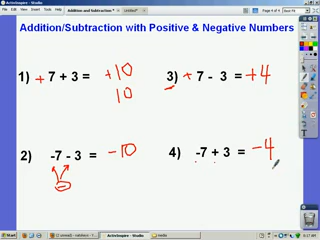 Addition/Subtraction with Positive & Negative Numbers
1) + 7 + 3 = +10
10
3) + 7 - 3 = +4
2) -7 - 3 = -10
4) -7 + 3 = -4